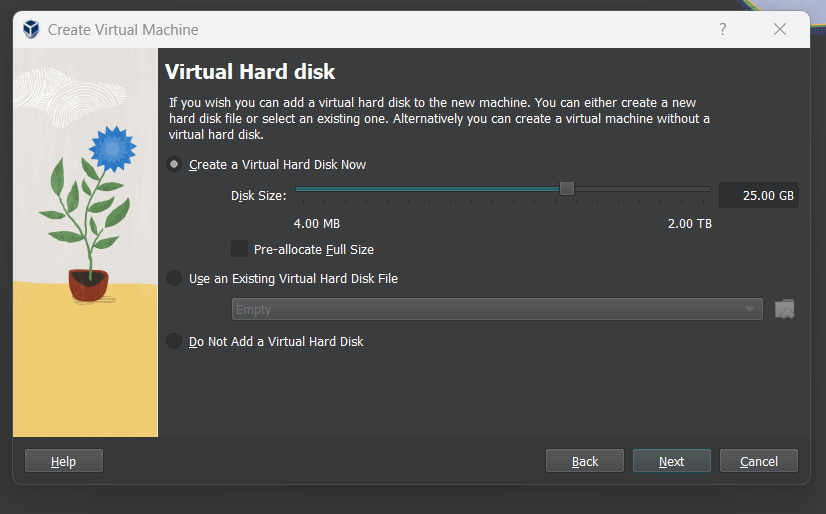 Create Virtual Machine
?
Virtual Hard disk
If you wish you can add a virtual hard disk to the new machine. You can either create a new
hard disk file or select an existing one. Alternatively you can create a virtual machine without a
virtual hard disk.
Create a Virtual Hard Disk Now
Disk Size:
25.00 GB
4.00 MB
2.00 TB
Pre-allocate Full Size
Use an Existing Virtual Hard Disk File
Empty
Do Not Add a Virtual Hard Disk
Help
Back
Next
Cancel